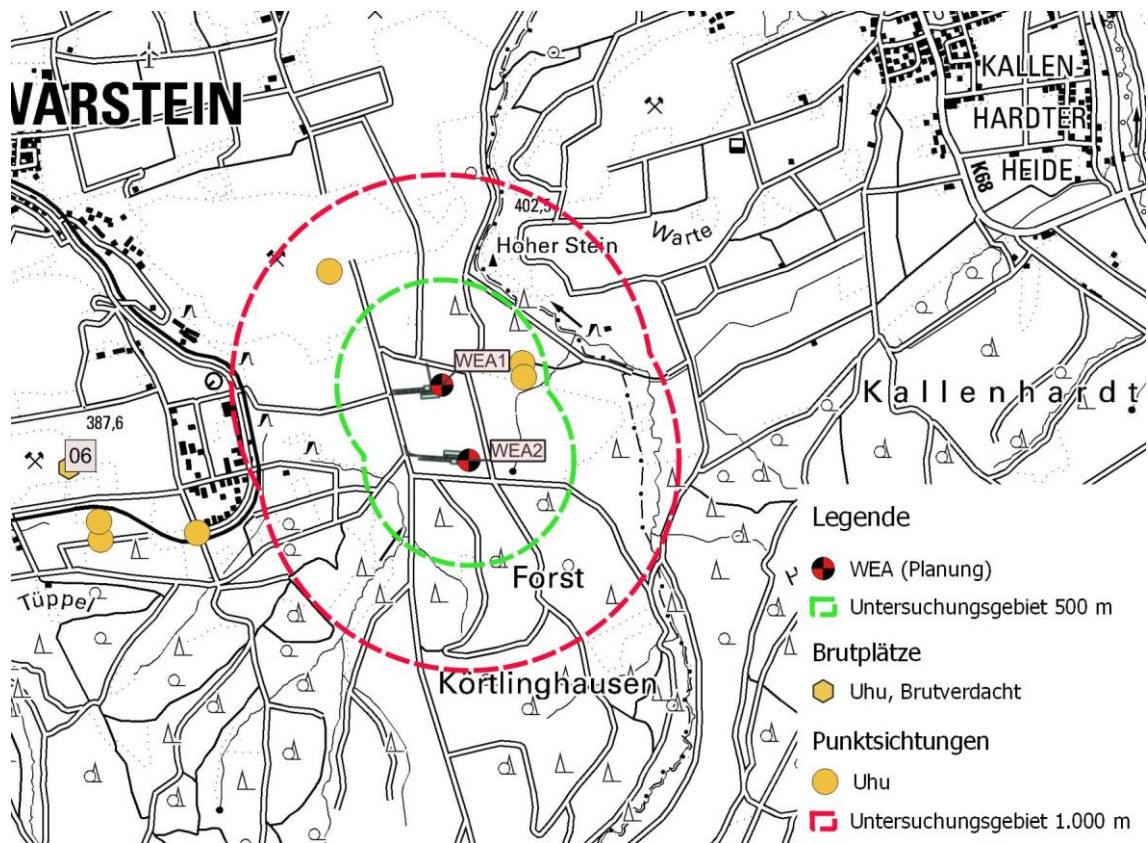 WARSTEIN
KALLEN-
HARDTER
HEIDE
K68
402,5
Hoher Stein
Warte
WEA1
Kallenhardt
387,6
06
WEA2
Tüppel
Forst
Körtlinghausen
Legende
WEA (Planung)
Untersuchungsgebiet 500 m
Brutplätze
Uhu, Brutverdacht
Punktsichtungen
Uhu
Untersuchungsgebiet 1.000 m